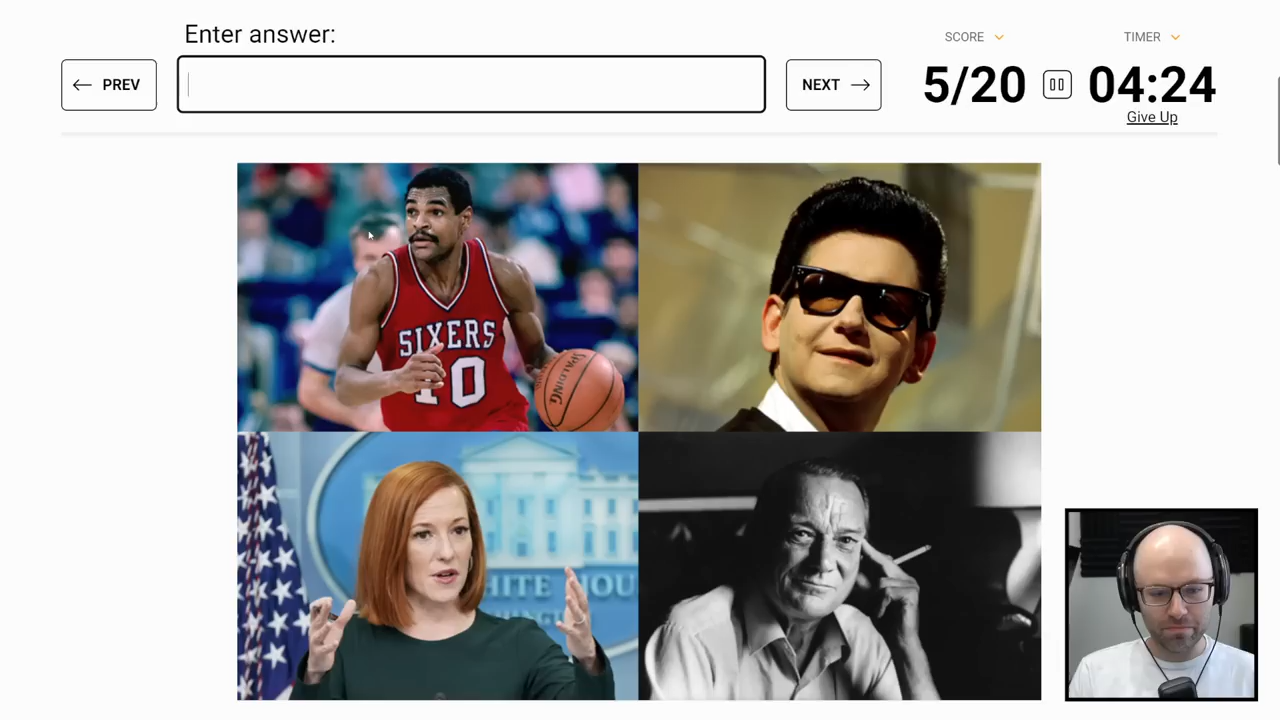 Enter answer:
SCORE
TIMER
PREV
NEXT
5/20
04:24
Give Up
SIXERS
10
SPALDING
HITE HOU